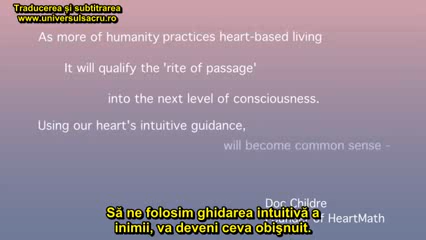 Traducerea și subtitrarea
www.universulsacru.ro
As more of humanity practices heart-based living
It will qualify the 'rite of passage'
into the next level of consciousness.
Using our heart's intuitive guidance,
will become common sense -
Doc Childre
of HeartMath
Să ne folosim ghidarea intuitivă a
inimii, va deveni ceva obişnuit.